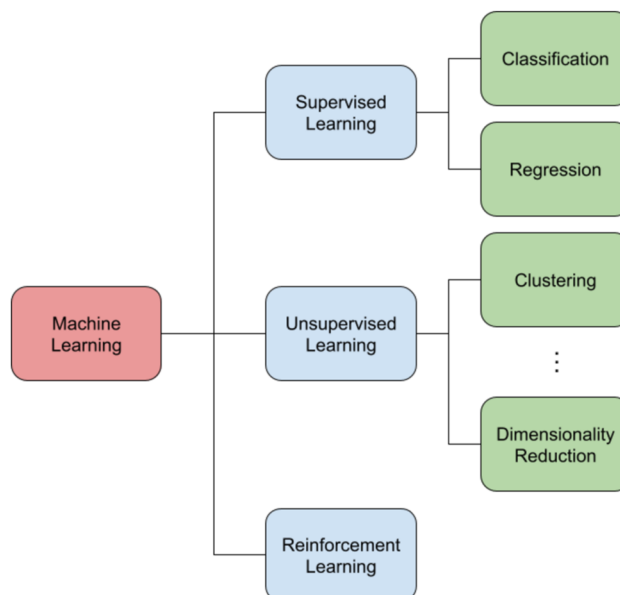 Classification
Supervised
Learning
Regression
Clustering
Machine
Learning
Unsupervised
Learning
⋮
Dimensionality
Reduction
Reinforcement
Learning